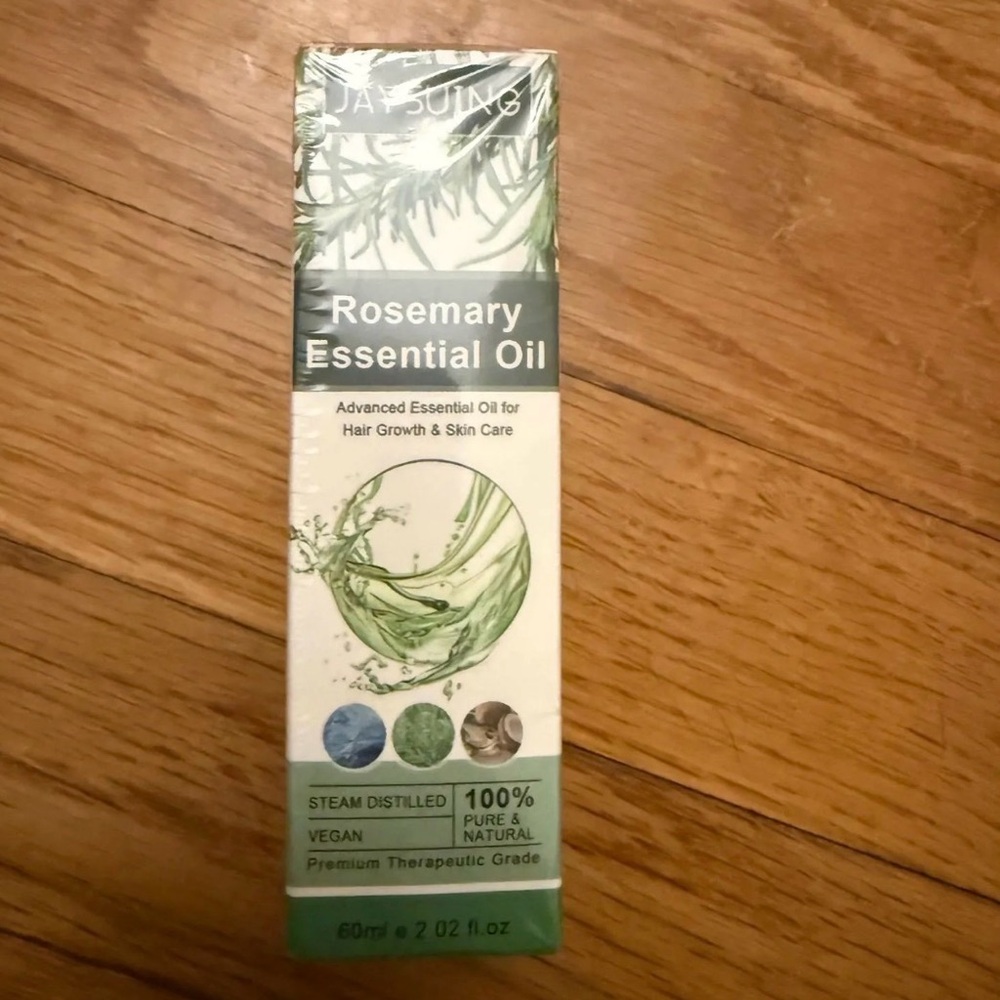 JAYSUING
Rosemary
Essential Oil
Advanced Essential Oil for
Hair Growth & Skin Care
STEAM DISTILLED
VEGAN
100%
PURE &
NATURAL
Premium Therapeutic Grade
60ml e 2 02 fl.oz